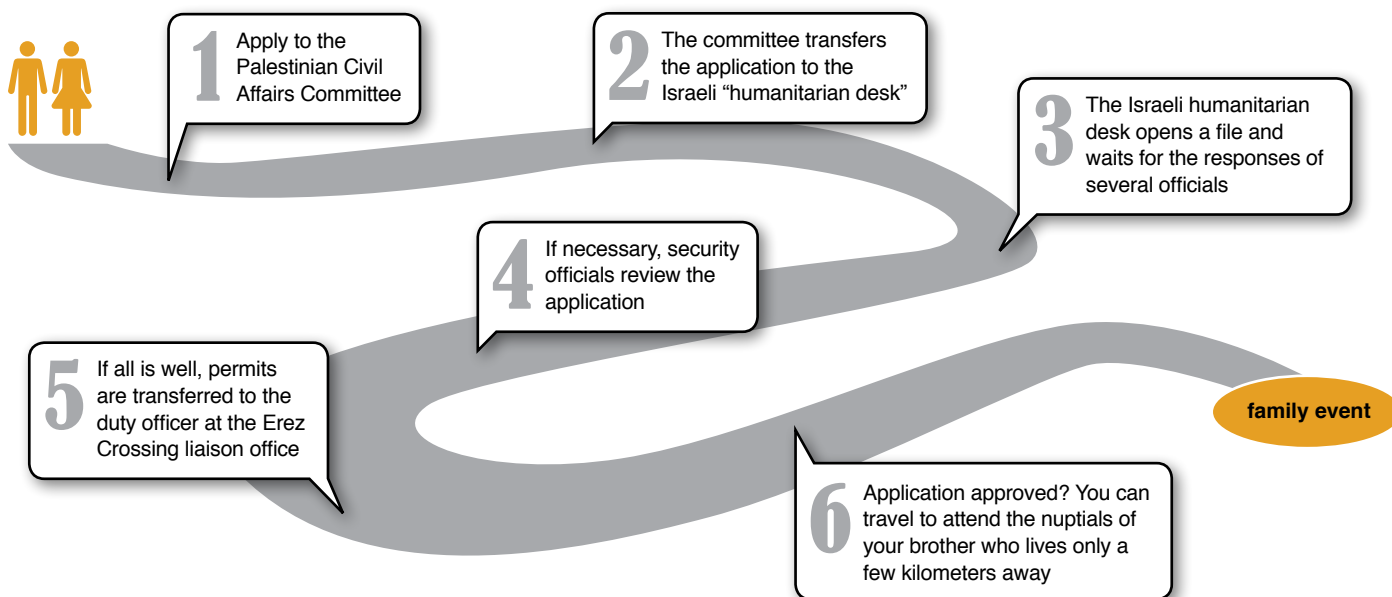 1
Apply to the
Palestinian Civil
Affairs Committee
2
The committee transfers
the application to the
Israeli “humanitarian desk”
3
The Israeli humanitarian
desk opens a file and
waits for the responses of
several officials
4
If necessary, security
officials review the
application
5
If all is well, permits
are transferred to the
duty officer at the Erez
Crossing liaison office
6
Application approved? You can
travel to attend the nuptials of
your brother who lives only a
few kilometers away
family event